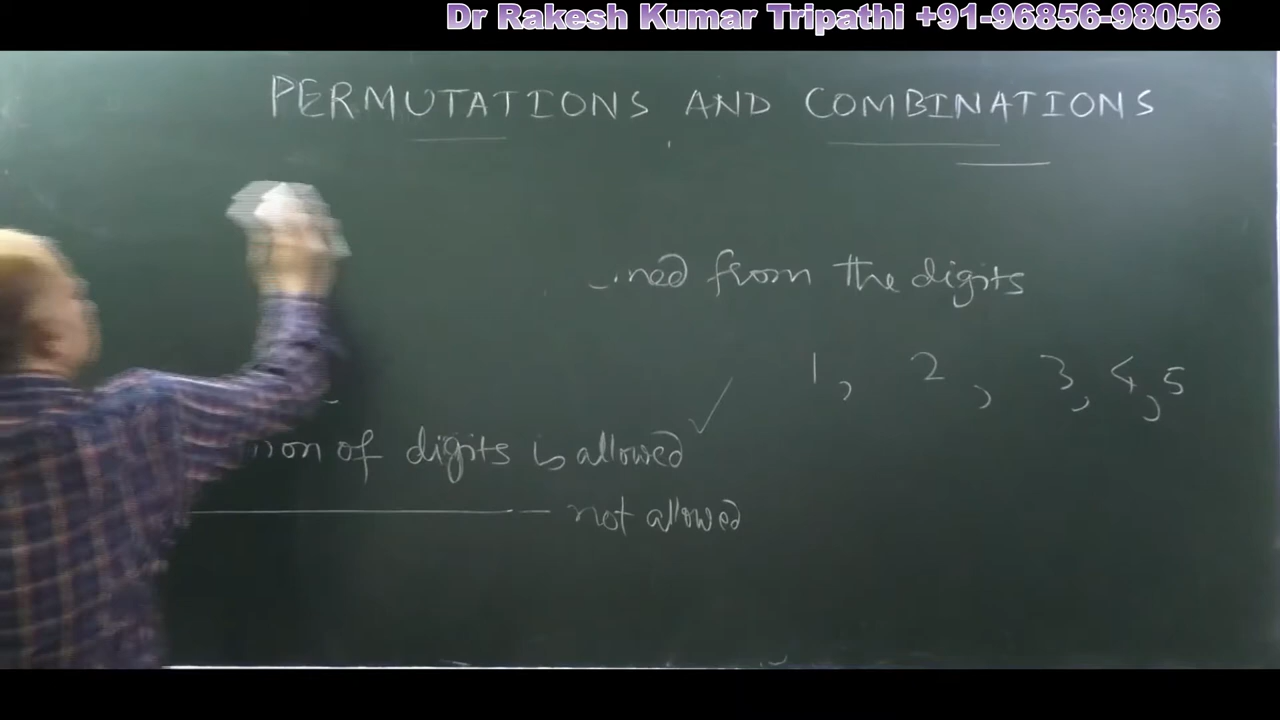 Dr Rakesh Kumar Tripathi +91-96856-98056
PERMUTATIONS AND COMBINATIONS
from the digits
1, 2, 3, 4, 5
of digits is allowed ✓
not allowed